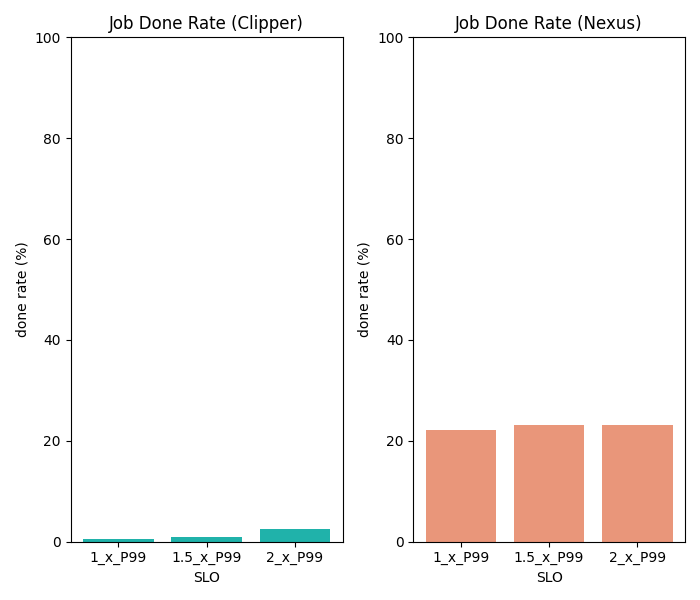 Job Done Rate (Clipper)
100
80
60
40
20
0
done rate (%)
1_x_P99 1.5_x_P99 2_x_P99
SLO
Job Done Rate (Nexus)
100
80
60
40
20
0
done rate (%)
1_x_P99 1.5_x_P99 2_x_P99
SLO